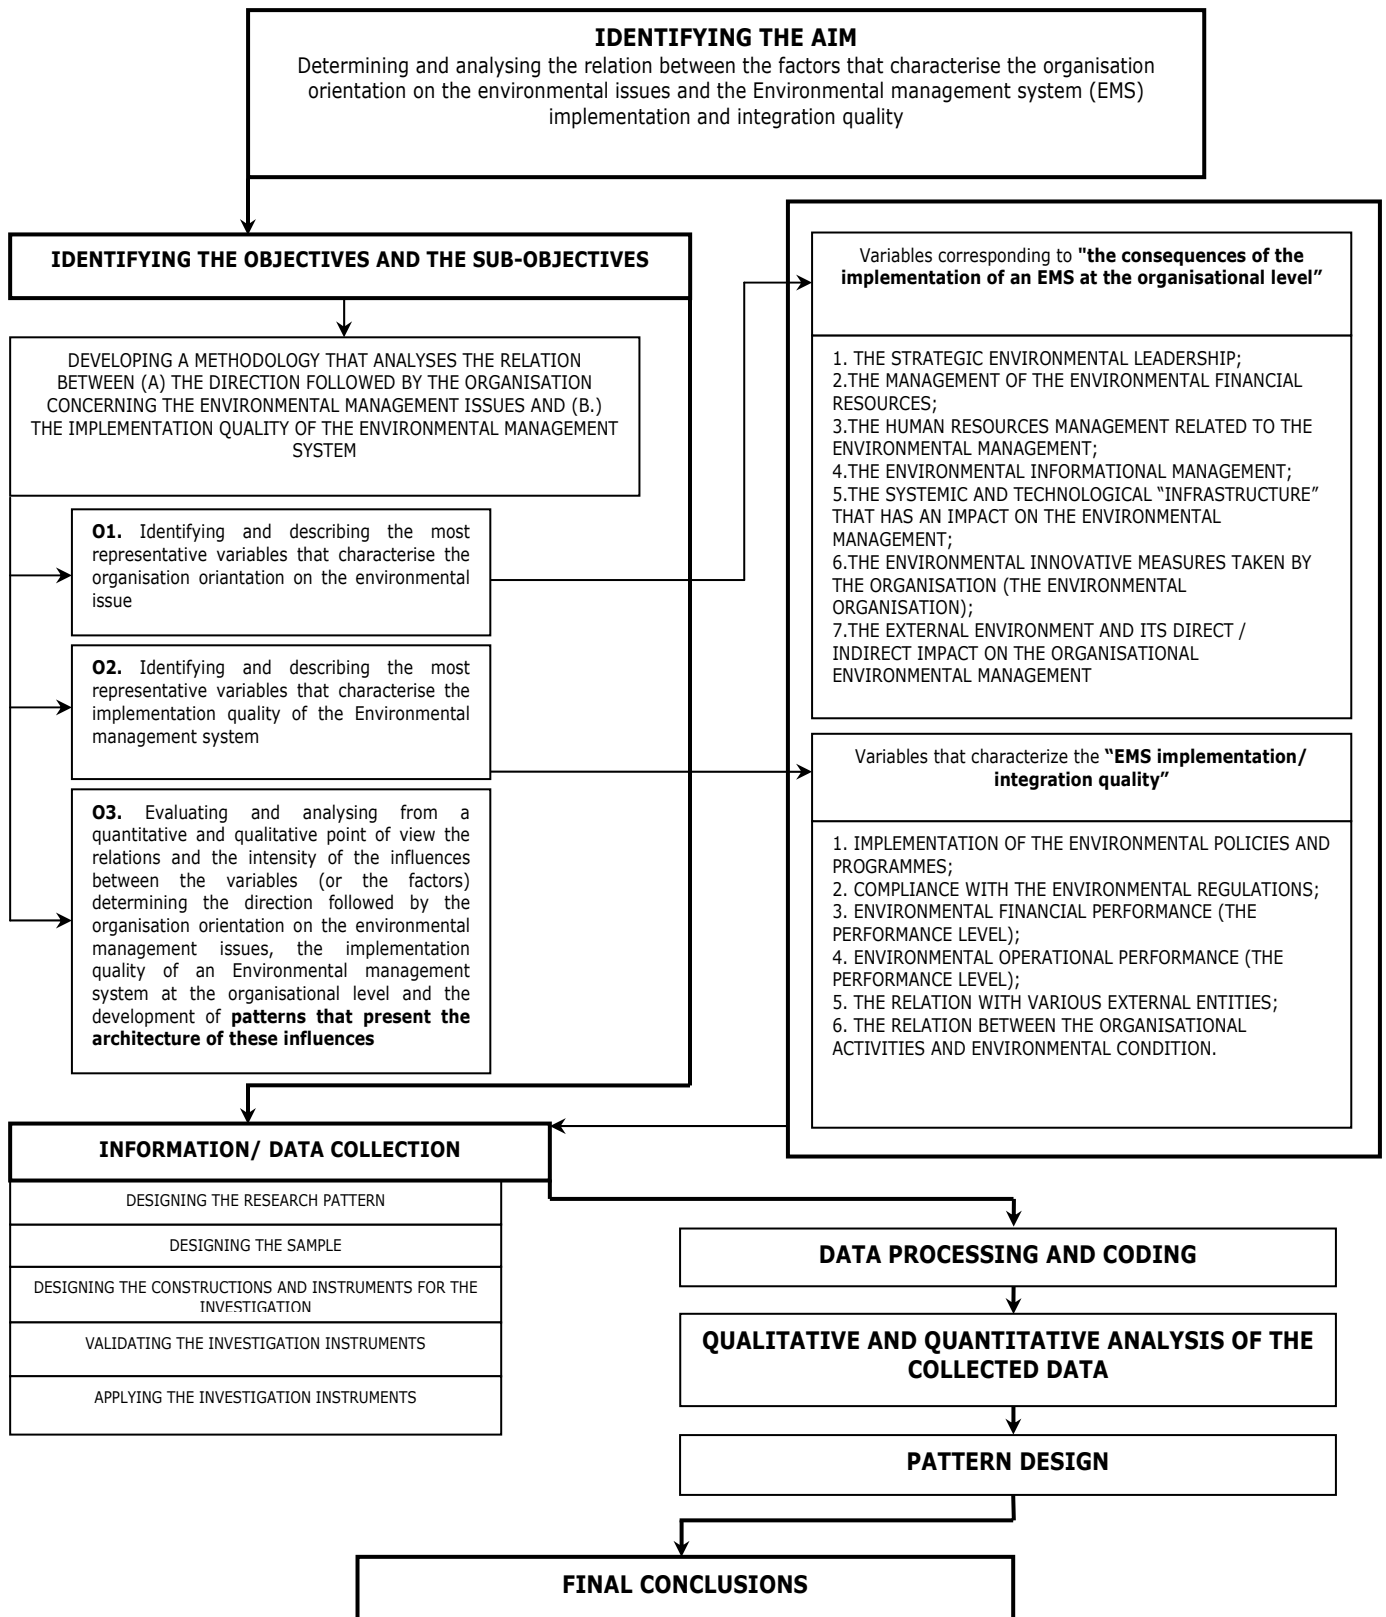 IDENTIFYING THE AIM
Determining and analysing the relation between the factors that characterise the organisation
orientation on the environmental issues and the Environmental management system (EMS)
implementation and integration quality
IDENTIFYING THE OBJECTIVES AND THE SUB-OBJECTIVES
DEVELOPING A METHODOLOGY THAT ANALYSES THE RELATION
BETWEEN (A) THE DIRECTION FOLLOWED BY THE ORGANISATION
CONCERNING THE ENVIRONMENTAL MANAGEMENT ISSUES AND (B.)
THE IMPLEMENTATION QUALITY OF THE ENVIRONMENTAL MANAGEMENT
SYSTEM
O1. Identifying and describing the most
representative variables that characterise the
organisation oriantation on the environmental
issue
O2. Identifying and describing the most
representative variables that characterise the
implementation quality of the Environmental
management system
O3. Evaluating and analysing from a
quantitative and qualitative point of view the
relations and the intensity of the influences
between the variables (or the factors)
determining the direction followed by the
organisation orientation on the environmental
management issues, the implementation
quality of an Environmental management
system at the organisational level and the
development of patterns that present the
architecture of these influences
Variables corresponding to "the consequences of the
implementation of an EMS at the organisational level”
1. THE STRATEGIC ENVIRONMENTAL LEADERSHIP;
2.THE MANAGEMENT OF THE ENVIRONMENTAL FINANCIAL
RESOURCES;
3.THE HUMAN RESOURCES MANAGEMENT RELATED TO THE
ENVIRONMENTAL MANAGEMENT;
4.THE ENVIRONMENTAL INFORMATIONAL MANAGEMENT;
5.THE SYSTEMIC AND TECHNOLOGICAL “INFRASTRUCTURE”
THAT HAS AN IMPACT ON THE ENVIRONMENTAL
MANAGEMENT;
6.THE ENVIRONMENTAL INNOVATIVE MEASURES TAKEN BY
THE ORGANISATION (THE ENVIRONMENTAL
ORGANISATION);
7.THE EXTERNAL ENVIRONMENT AND ITS DIRECT /
INDIRECT IMPACT ON THE ORGANISATIONAL
ENVIRONMENTAL MANAGEMENT
Variables that characterize the “EMS implementation/
integration quality”
1. IMPLEMENTATION OF THE ENVIRONMENTAL POLICIES AND
PROGRAMMES;
2. COMPLIANCE WITH THE ENVIRONMENTAL REGULATIONS;
3. ENVIRONMENTAL FINANCIAL PERFORMANCE (THE
PERFORMANCE LEVEL);
4. ENVIRONMENTAL OPERATIONAL PERFORMANCE (THE
PERFORMANCE LEVEL);
5. THE RELATION WITH VARIOUS EXTERNAL ENTITIES;
6. THE RELATION BETWEEN THE ORGANISATIONAL
ACTIVITIES AND ENVIRONMENTAL CONDITION.
INFORMATION/ DATA COLLECTION
DESIGNING THE RESEARCH PATTERN
DESIGNING THE SAMPLE
DESIGNING THE CONSTRUCTIONS AND INSTRUMENTS FOR THE
INVESTIGATION
VALIDATING THE INVESTIGATION INSTRUMENTS
APPLYING THE INVESTIGATION INSTRUMENTS
DATA PROCESSING AND CODING
QUALITATIVE AND QUANTITATIVE ANALYSIS OF THE
COLLECTED DATA
PATTERN DESIGN
FINAL CONCLUSIONS